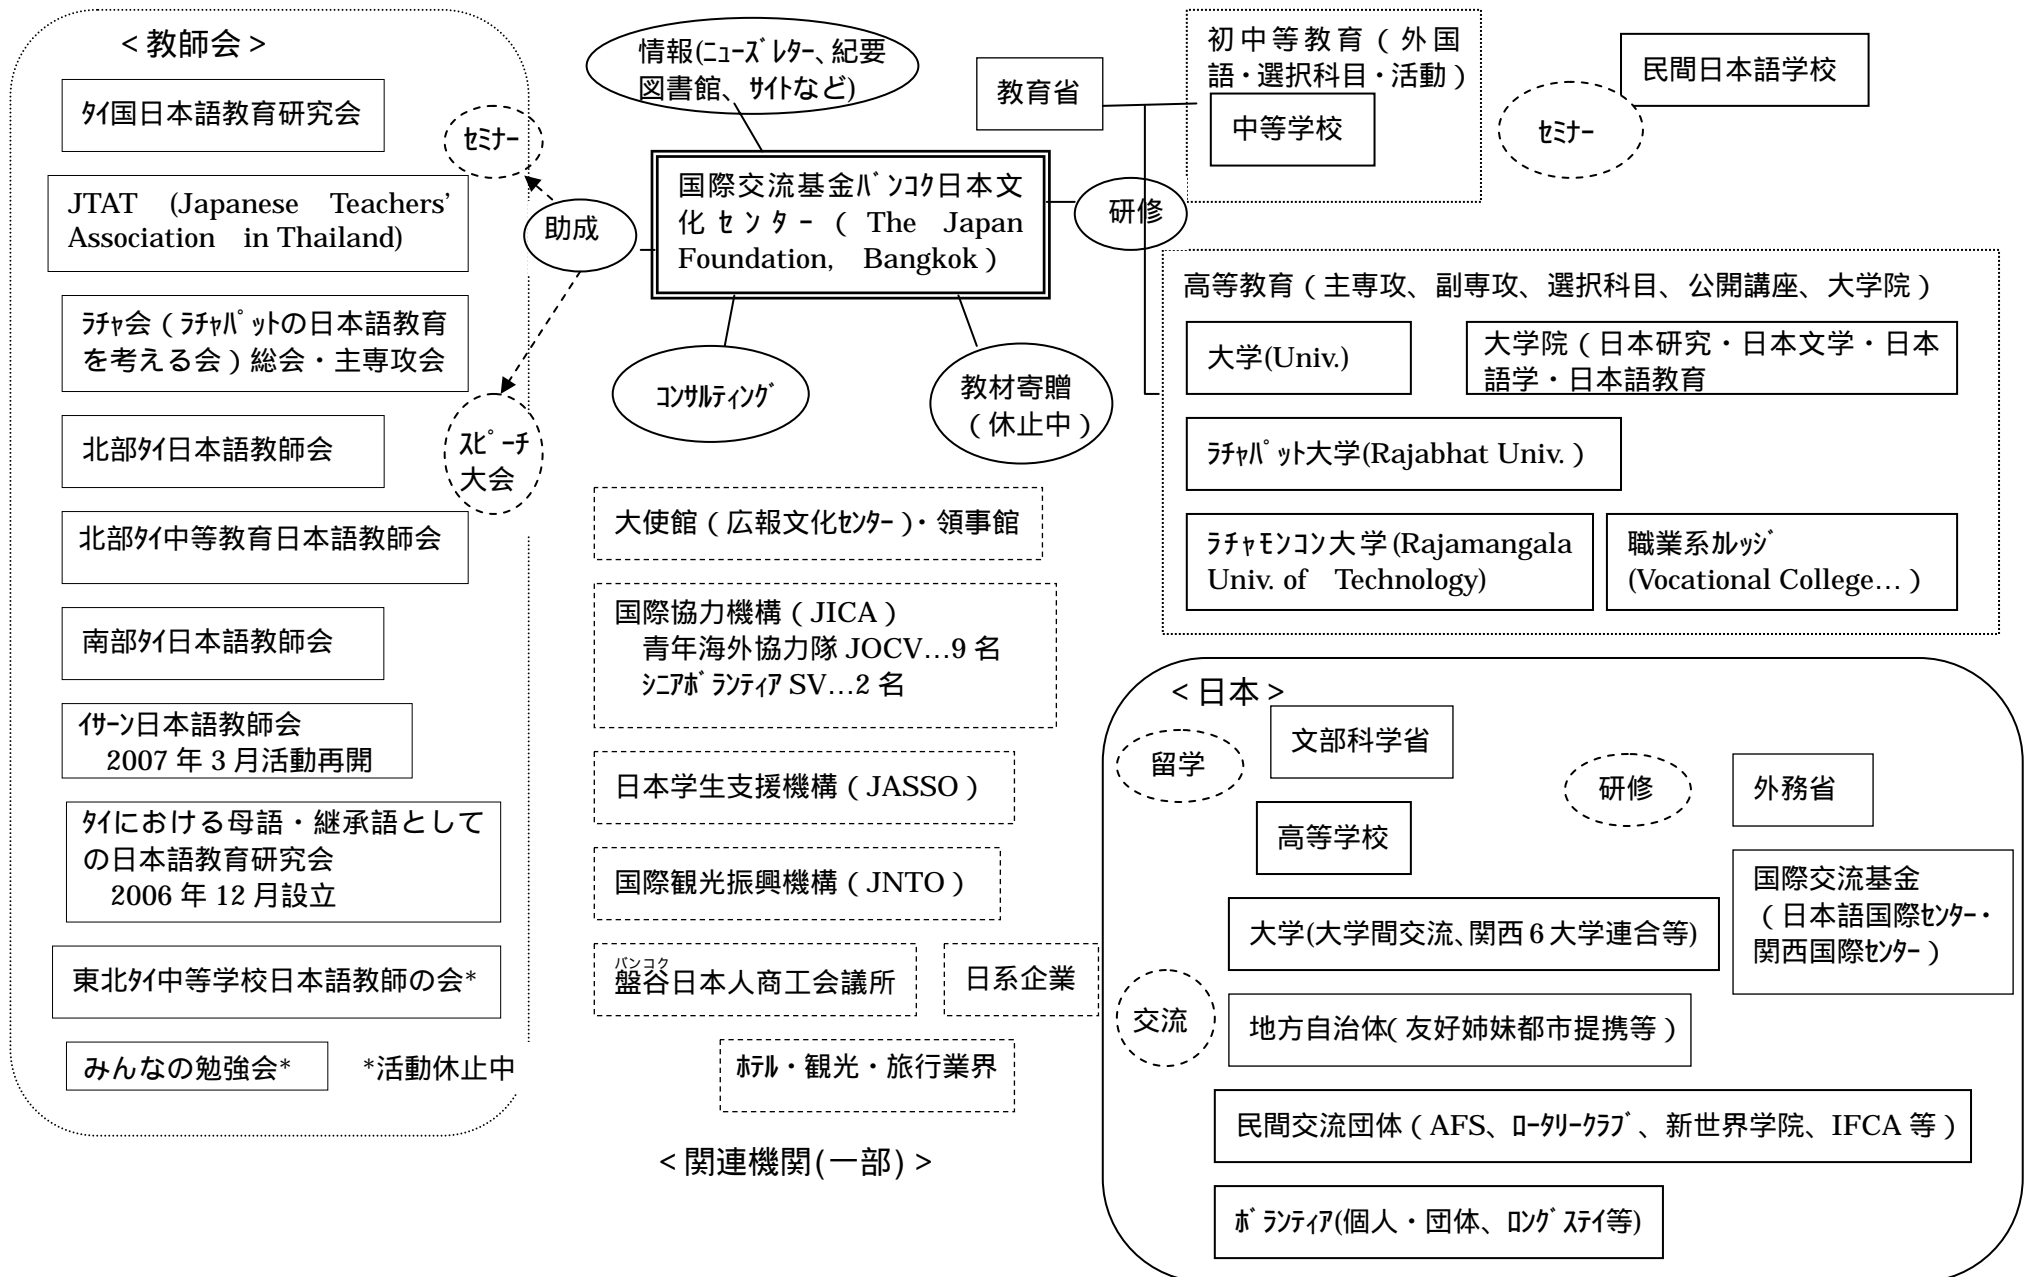 ＜教師会＞
ﾀｲ国日本語教育研究会
JTAT (Japanese Teachers’
Association in Thailand)
ﾗﾁｬ会（ﾗﾁｬﾊﾟｯﾄの日本語教育
を考える会）総会・主専攻会
北部ﾀｲ日本語教師会
北部ﾀｲ中等教育日本語教師会
南部ﾀｲ日本語教師会
ｲｻｰﾝ日本語教師会
2007 年 3 月活動再開
ﾀｲにおける母語・継承語として
の日本語教育研究会
2006 年 12 月設立
東北ﾀｲ中等学校日本語教師の会*
みんなの勉強会*
*活動休止中
ｾﾐﾅｰ
助成
ｽﾋﾟｰﾁ
大会
情報(ﾆｭｰｽﾞﾚﾀｰ、紀要
図書館、ｻｲﾄなど)
国際交流基金ﾊﾞﾝｺｸ日本文
化センター（The Japan
Foundation, Bangkok）
研修
ｺﾝｻﾙﾃｨﾝｸﾞ
教材寄贈
（休止中）
教育省
初中等教育（外国
語・選択科目・活動）
中等学校
民間日本語学校
ｾﾐﾅｰ
高等教育（主専攻、副専攻、選択科目、公開講座、大学院）
大学(Univ.)
大学院（日本研究・日本文学・日本
語学・日本語教育
ﾗﾁｬﾊﾟｯﾄ大学(Rajabhat Univ.）
ﾗﾁｬﾓﾝｺﾝ大学(Rajamangala
Univ. of Technology)
職業系ｶﾚｯｼﾞ
(Vocational College…）
大使館（広報文化ｾﾝﾀｰ）・領事館
国際協力機構（JICA）
青年海外協力隊 JOCV…9 名
ｼﾆｱﾎﾞﾗﾝﾃｨｱ SV…2 名
日本学生支援機構（JASSO）
国際観光振興機構（JNTO）
バンコク
盤谷日本人商工会議所
日系企業
ﾎﾃﾙ・観光・旅行業界
＜関連機関(一部)＞
＜日本＞
留学
文部科学省
研修
外務省
高等学校
国際交流基金
（日本語国際ｾﾝﾀｰ・
関西国際ｾﾝﾀｰ）
大学(大学間交流、関西 6 大学連合等)
交流
地方自治体(友好姉妹都市提携等）
民間交流団体（AFS、ﾛｰﾀﾘｰｸﾗﾌﾞ、新世界学院、IFCA 等）
ﾎﾞﾗﾝﾃｨｱ(個人・団体、ﾛﾝｸﾞｽﾃｲ等)